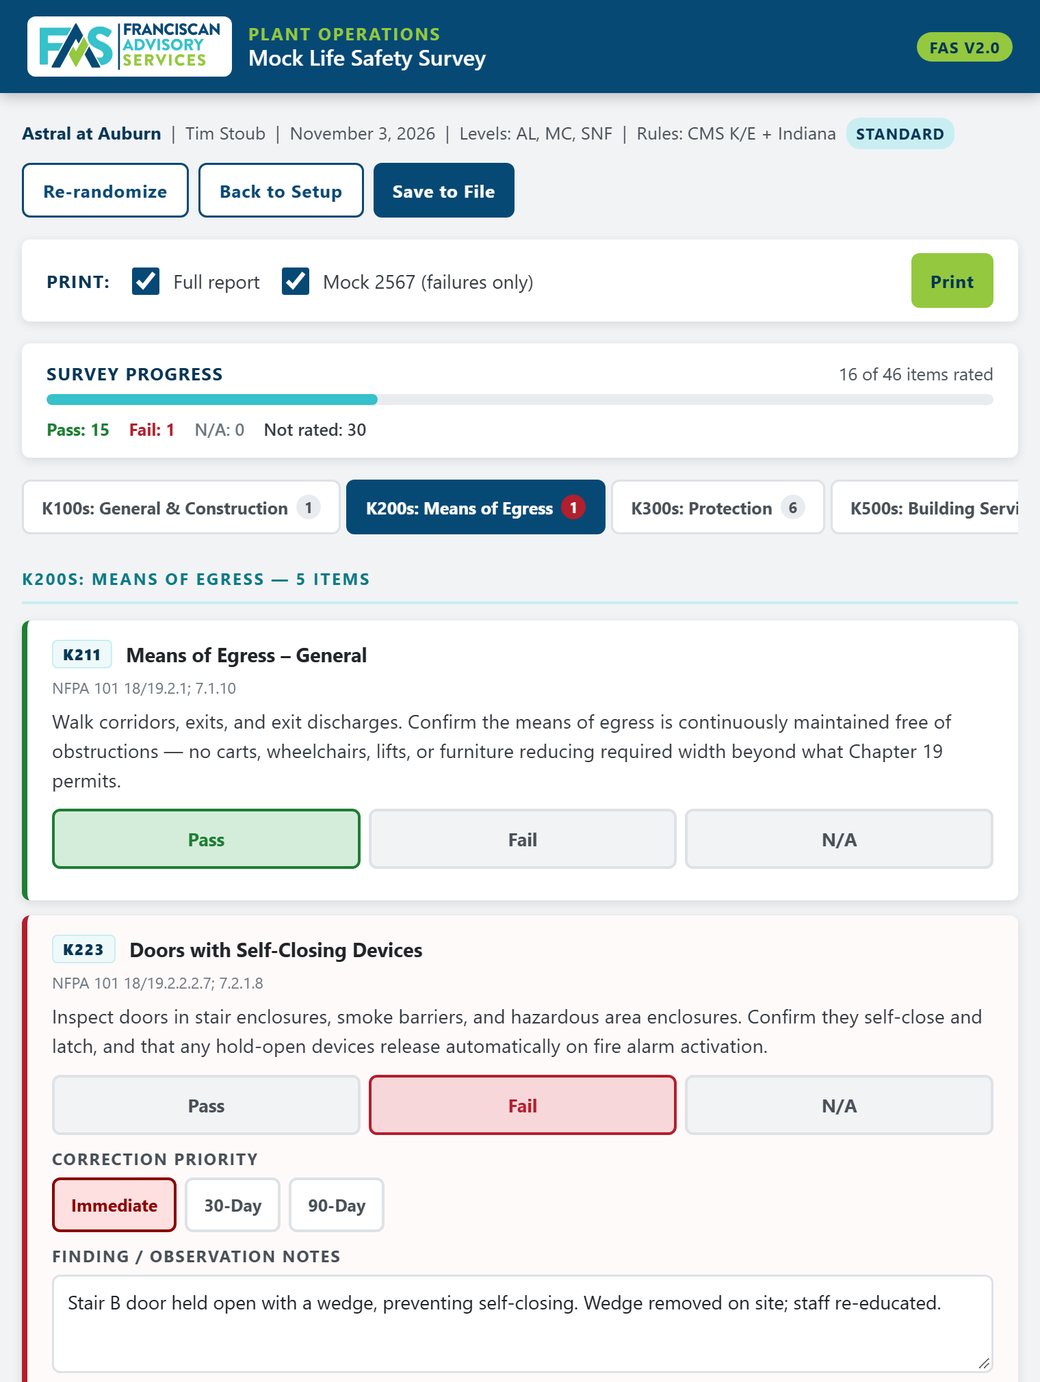 FAS FRANCISCAN
ADVISORY
SERVICES
PLANT OPERATIONS
Mock Life Safety Survey
FAS V2.0
Astral at Auburn | Tim Stoub | November 3, 2026 | Levels: AL, MC, SNF | Rules: CMS K/E + Indiana STANDARD
Re-randomize Back to Setup Save to File
PRINT: Full report Mock 2567 (failures only) Print
SURVEY PROGRESS 16 of 46 items rated
Pass: 15 Fail: 1 N/A: 0 Not rated: 30
K100s: General & Construction 1 K200s: Means of Egress 1 K300s: Protection 6 K500s: Building Servi
K200S: MEANS OF EGRESS — 5 ITEMS
K211 Means of Egress – General
NFPA 101 18/19.2.1; 7.1.10
Walk corridors, exits, and exit discharges. Confirm the means of egress is continuously maintained free of
obstructions — no carts, wheelchairs, lifts, or furniture reducing required width beyond what Chapter 19
permits.
Pass Fail N/A
K223 Doors with Self-Closing Devices
NFPA 101 18/19.2.2.2.7; 7.2.1.8
Inspect doors in stair enclosures, smoke barriers, and hazardous area enclosures. Confirm they self-close and
latch, and that any hold-open devices release automatically on fire alarm activation.
Pass Fail N/A
CORRECTION PRIORITY
Immediate 30-Day 90-Day
FINDING / OBSERVATION NOTES
Stair B door held open with a wedge, preventing self-closing. Wedge removed on site; staff re-educated.